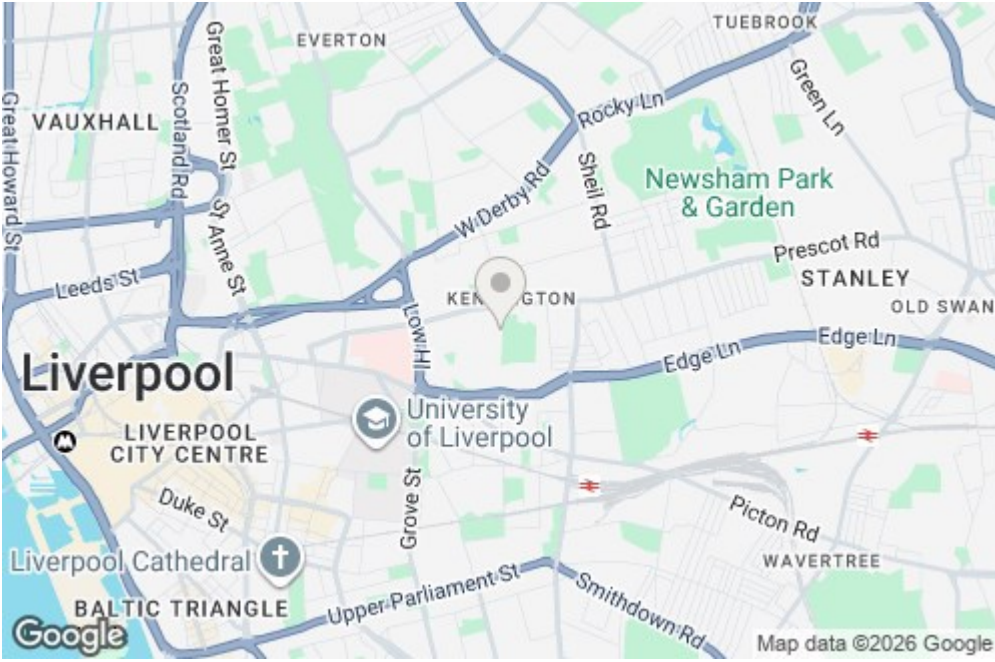 TUEBROOK
EVERTON
Great Homer St
Green Ln
Scotland Rd
Great Howard St
Rocky Ln
VAUXHALL
Sheil Rd
W Derby Rd
Newsham Park
& Garden
St Anne St
Prescot Rd
Leeds St
STANLEY
OLD SWAN
Low Hl
Edge Ln
Edge Ln
Liverpool
University
of Liverpool
LIVERPOOL
CITY CENTRE
Grove St
Duke St
Picton Rd
Liverpool Cathedral
WAVERTREE
BALTIC TRIANGLE
Upper Parliament St
Smithdown Rd
Google
Map data ©2026 Google